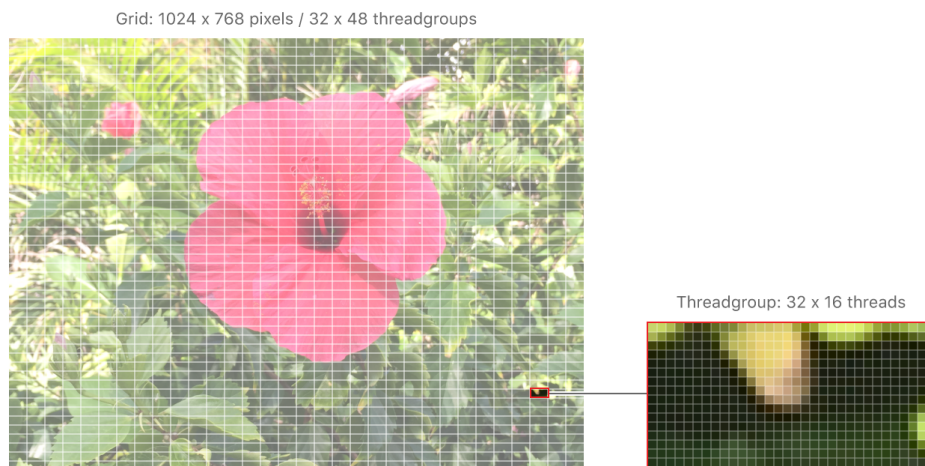 Grid: 1024 x 768 pixels / 32 x 48 threadgroups
Threadgroup: 32 x 16 threads